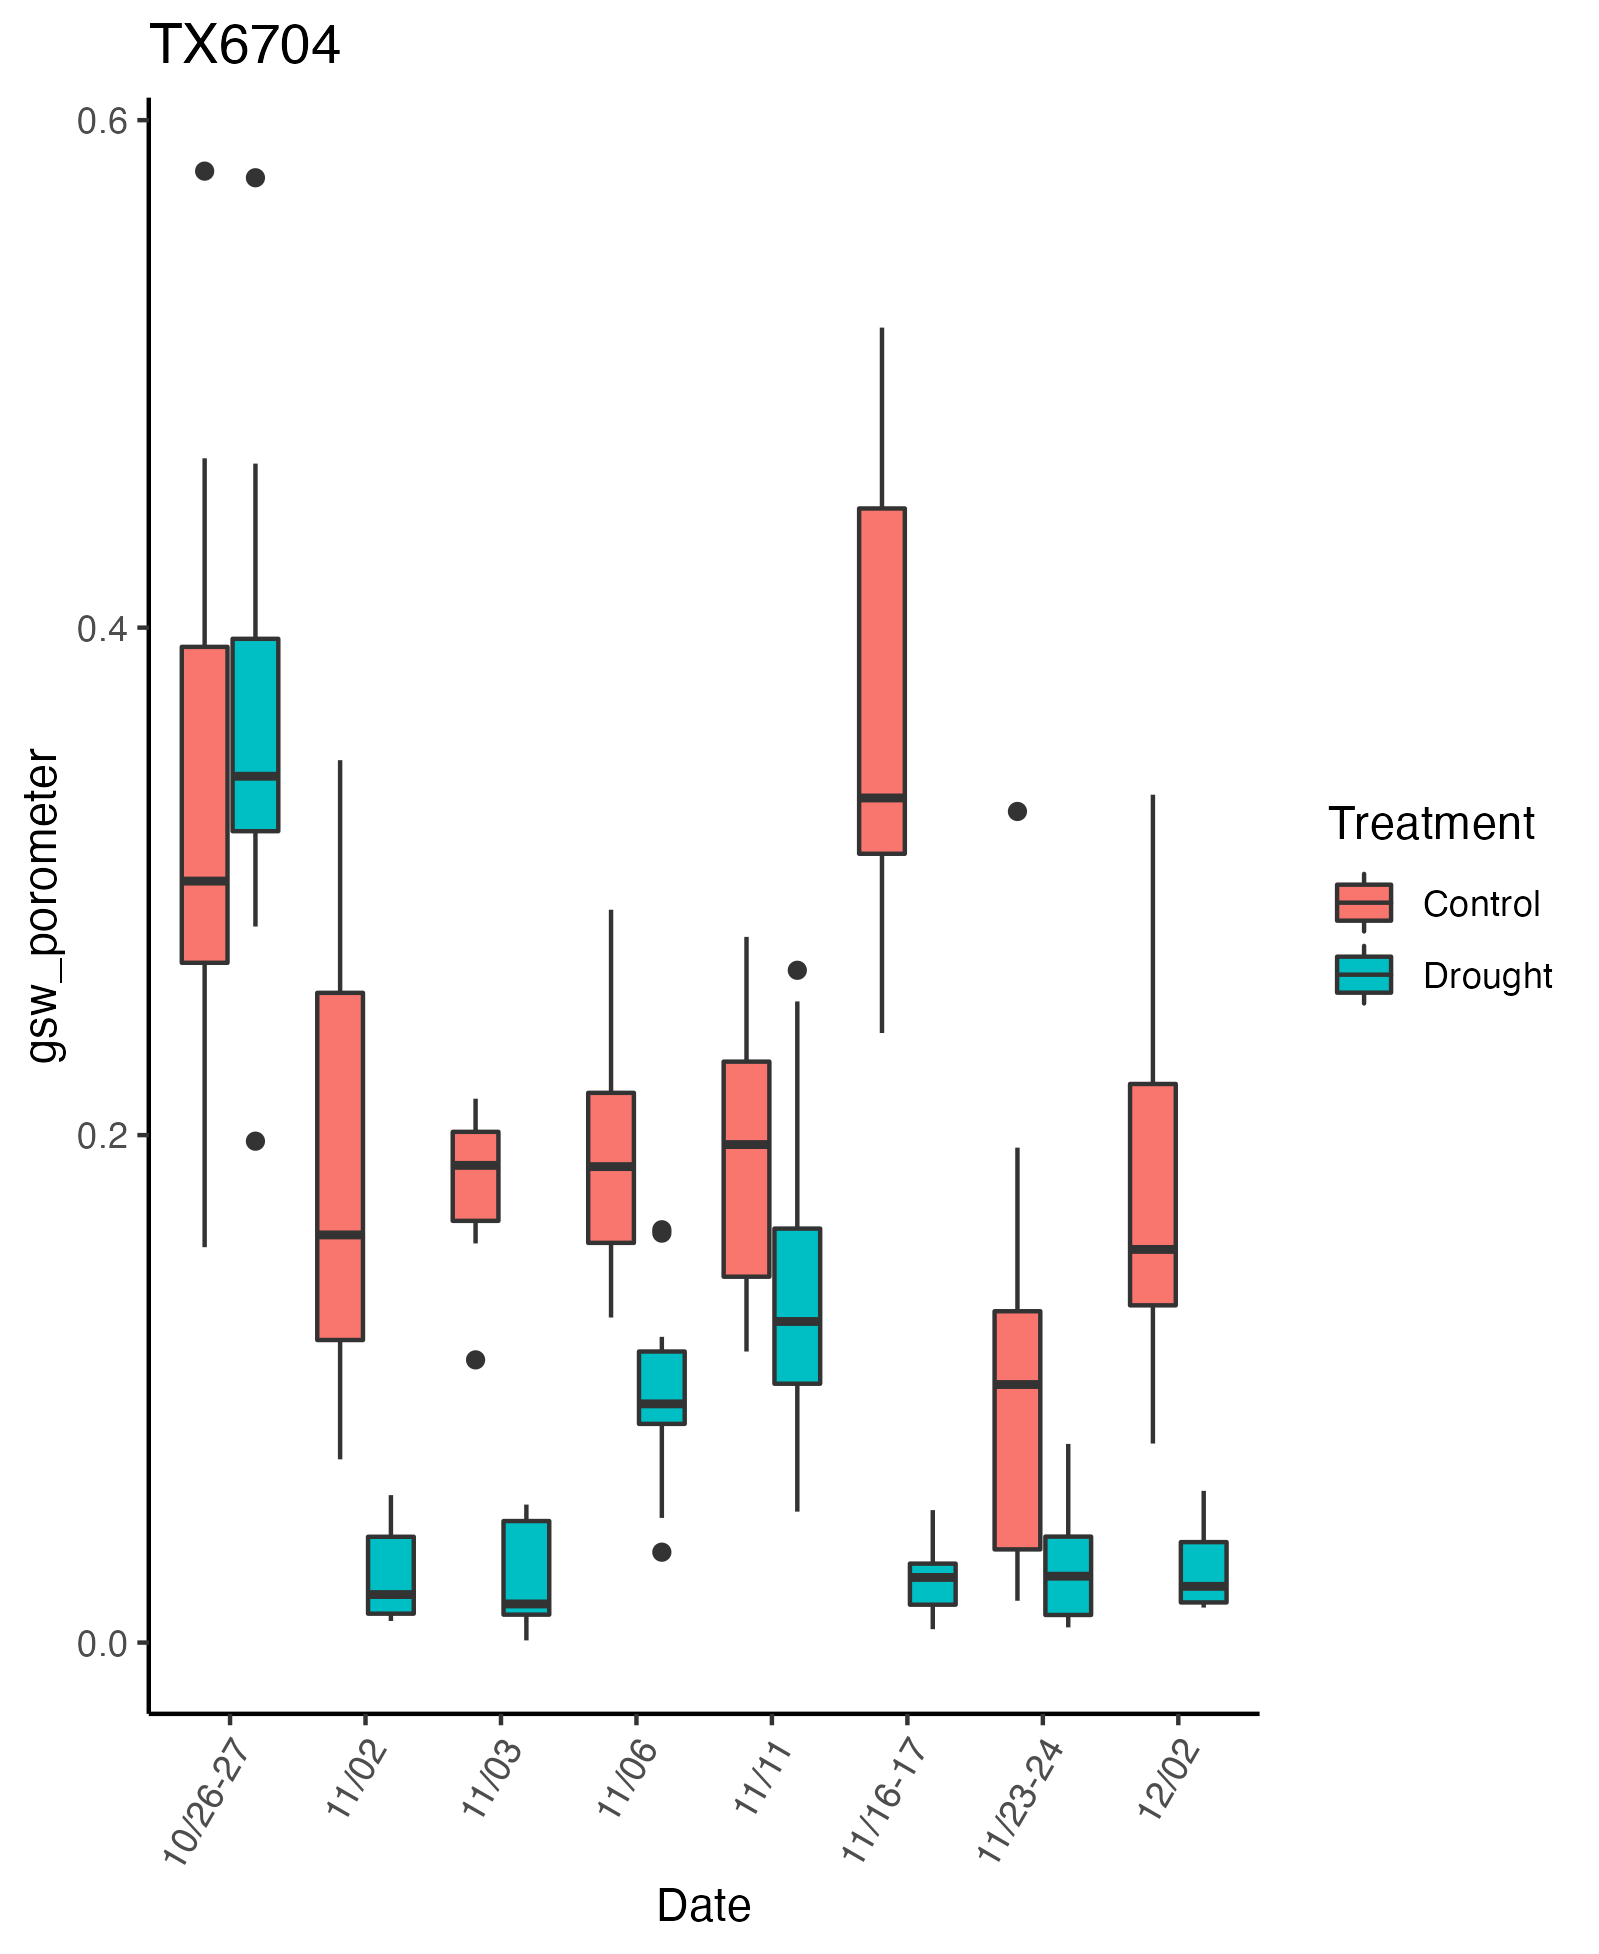 TX6704
0.6
0.4
0.2
0.0
gsw_porometer
10/26-27
11/02
11/03
11/06
11/11
11/16-17
11/23-24
12/02
Date
Treatment
Control
Drought